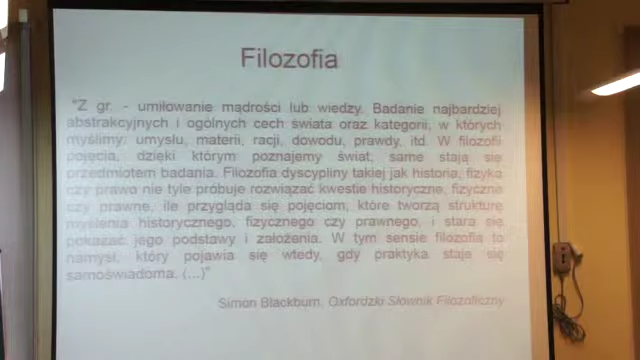 Filozofia
"Z gr. - umiłowanie mądrości lub wiedzy. Badanie najbardziej
abstrakcyjnych i ogólnych cech świata oraz kategorii, w których
myślimy: umysłu, materii, racji, dowodu, prawdy, itd. W filozofii
pojęcia, dzięki którym poznajemy świat, same stają się
przedmiotem badania. Filozofia dyscypliny takiej jak historia, fizyka
czy prawo nie tyle próbuje rozwiązać kwestie historyczne, fizyczne
czy prawne, ile przygląda się pojęciom, które tworzą strukturę
myślenia historycznego, fizycznego czy prawnego, i stara się
pokazać jego podstawy i założenia. W tym sensie filozofia to
namysł, który pojawia się wtedy, gdy praktyka staje się
samoświadoma. (...)"
Simon Blackburn, Oxfordzki Słownik Filozoficzny